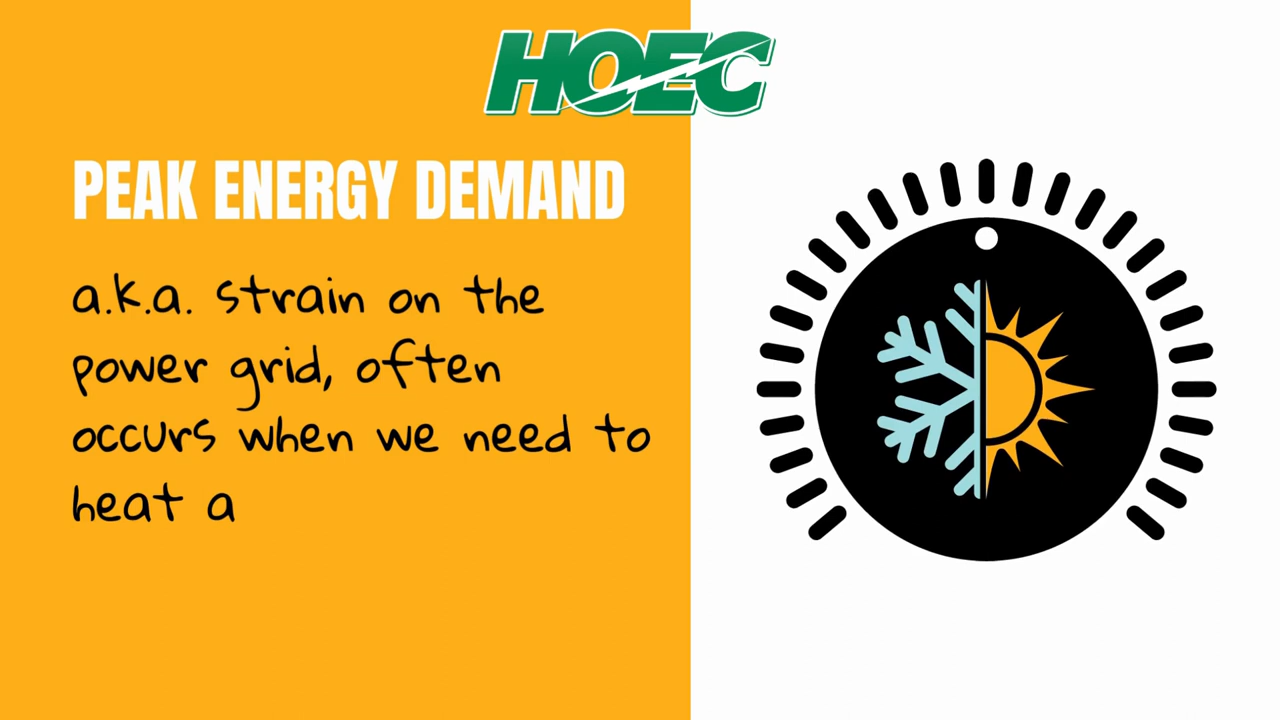 HOEC
PEAK ENERGY DEMAND
a.k.a. strain on the
power grid, often
occurs when we need to
heat a